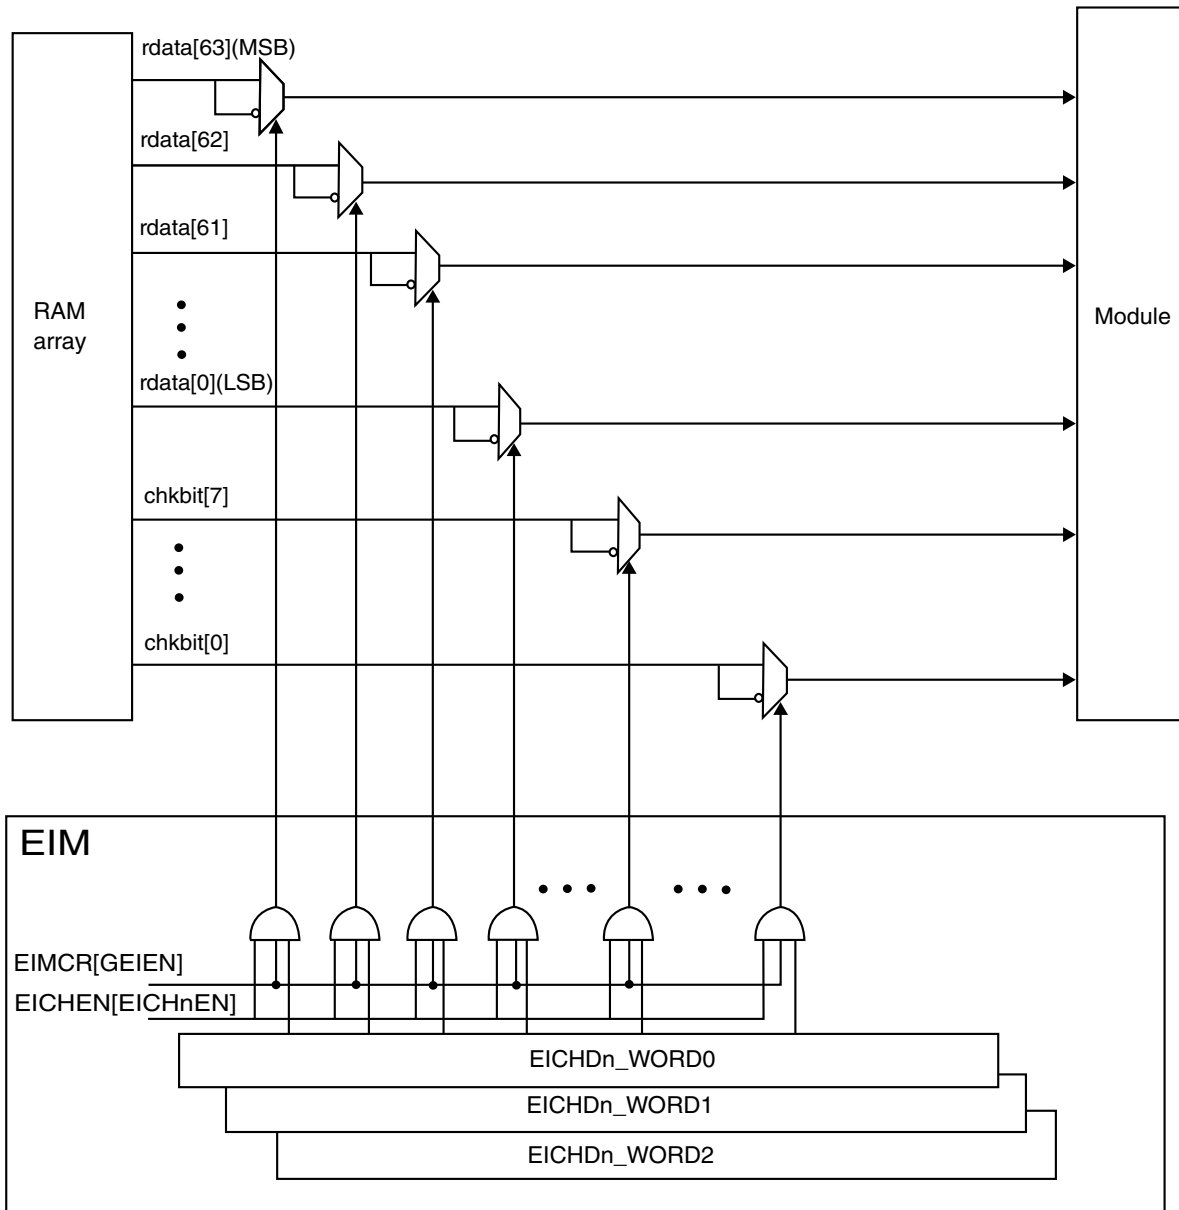 rdata[63](MSB)
rdata[62]
rdata[61]
RAM
array
Module
rdata[0](LSB)
chkbit[7]
chkbit[0]
EIM
EIMCR[GEIEN]
EICHEN[EICHnEN]
EICHDn_WORD0
EICHDn_WORD1
EICHDn_WORD2